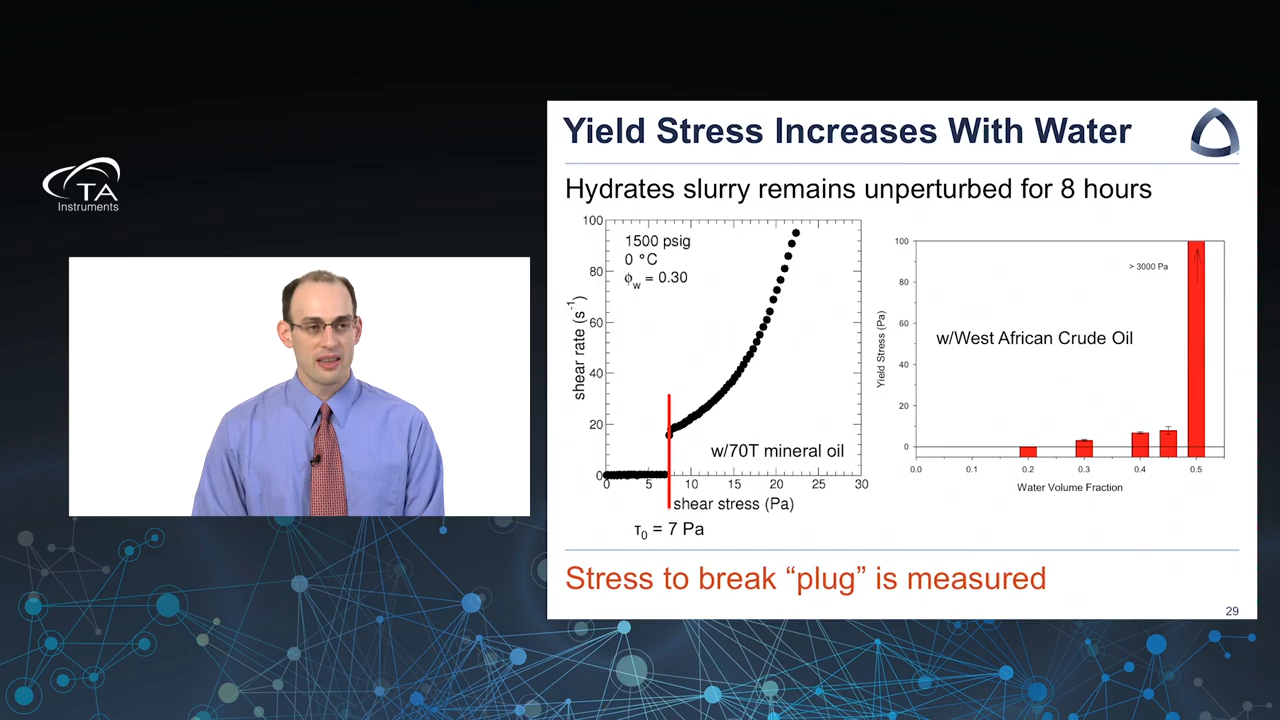 TA
Instruments
Yield Stress Increases With Water
Hydrates slurry remains unperturbed for 8 hours
100
80
60
40
20
0
shear rate (s⁻¹)
1500 psig
0 °C
ϕw = 0.30
w/70T mineral oil
0 5 10 15 20 25 30
shear stress (Pa)
τ0 = 7 Pa
100
80
60
40
20
0
Yield Stress (Pa)
> 3000 Pa
w/West African Crude Oil
0.0 0.1 0.2 0.3 0.4 0.5
Water Volume Fraction
Stress to break “plug” is measured
29